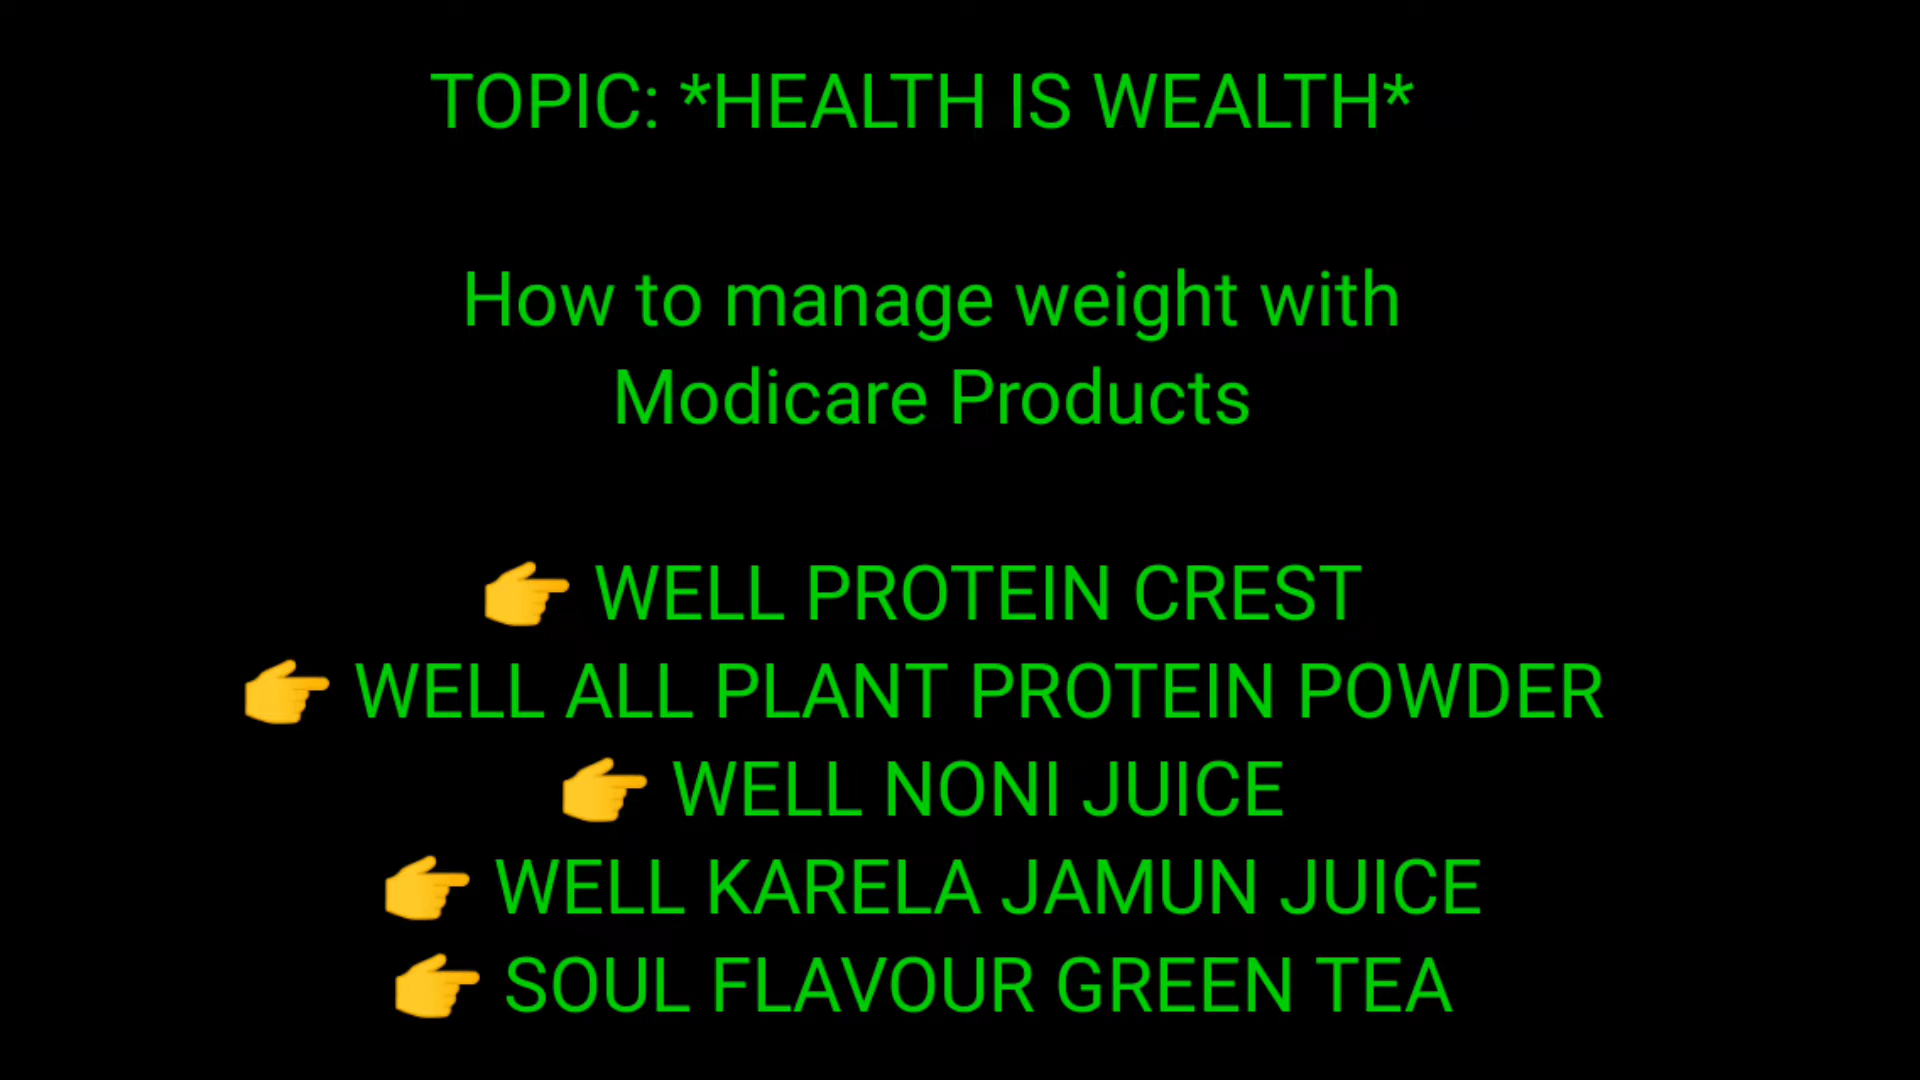 TOPIC: *HEALTH IS WEALTH*
How to manage weight with
Modicare Products
👉 WELL PROTEIN CREST
👉 WELL ALL PLANT PROTEIN POWDER
👉 WELL NONI JUICE
👉 WELL KARELA JAMUN JUICE
👉 SOUL FLAVOUR GREEN TEA